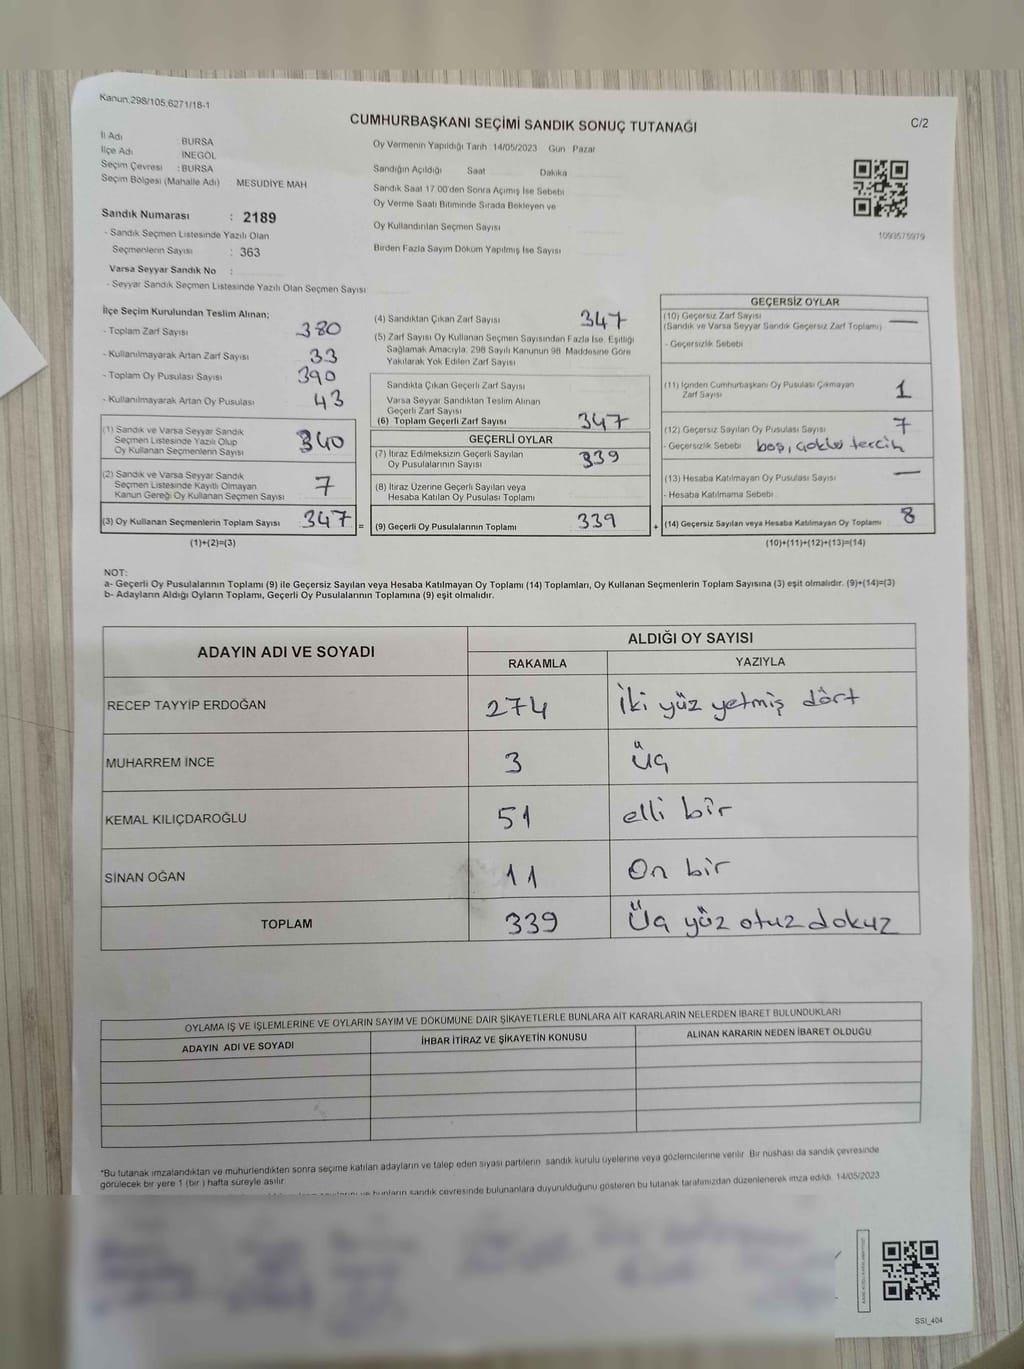 Kanun.298/105.6271/18-1
C/2
CUMHURBAŞKANI SEÇİMİ SANDIK SONUÇ TUTANAĞI
İl Adı : BURSA
İlçe Adı : İNEGÖL
Seçim Çevresi : BURSA
Seçim Bölgesi (Mahalle Adı) MESUDİYE MAH
Sandık Numarası : 2189
- Sandık Seçmen Listesinde Yazılı Olan
Seçmenlerin Sayısı : 363
Varsa Seyyar Sandık No :
- Seyyar Sandık Seçmen Listesinde Yazılı Olan Seçmen Sayısı
Oy Vermenin Yapıldığı Tarih 14/05/2023 Gün Pazar
Sandığın Açıldığı Saat Dakika
Sandık Saat 17.00'den Sonra Açımış İse Sebebi
Oy Verme Saati Bitiminde Sırada Bekleyen ve
Oy Kullandırılan Seçmen Sayısı
Birden Fazla Sayım Döküm Yapılmış İse Sayısı
1093575979
İlçe Seçim Kurulundan Teslim Alınan;
- Toplam Zarf Sayısı 380
- Kullanılmayarak Artan Zarf Sayısı 33
- Toplam Oy Pusulası Sayısı 390
- Kullanılmayarak Artan Oy Pusulası 43
(1) Sandık ve Varsa Seyyar Sandık
Seçmen Listesinde Yazılı Olup
Oy Kullanan Seçmenlerin Sayısı 340
(2) Sandık ve Varsa Seyyar Sandık
Seçmen Listesinde Kayıtlı Olmayan
Kanun Gereği Oy Kullanan Seçmen Sayısı 7
(3) Oy Kullanan Seçmenlerin Toplam Sayısı 347 =
(1)+(2)=(3)
(4) Sandıktan Çıkan Zarf Sayısı 347
(5) Zarf Sayısı Oy Kullanan Seçmen Sayısından Fazla İse, Eşitliği
Sağlamak Amacıyla, 298 Sayılı Kanunun 98. Maddesine Göre
Yakılarak Yok Edilen Zarf Sayısı
Sandıkta Çıkan Geçerli Zarf Sayısı
Varsa Seyyar Sandıktan Teslim Alınan
Geçerli Zarf Sayısı
(6) Toplam Geçerli Zarf Sayısı 347
GEÇERLİ OYLAR
(7) İtiraz Edilmeksizin Geçerli Sayılan
Oy Pusulalarının Sayısı 339
(8) İtiraz Üzerine Geçerli Sayılan veya
Hesaba Katılan Oy Pusulası Toplamı
(9) Geçerli Oy Pusulalarının Toplamı 339 +
GEÇERSİZ OYLAR
(10) Geçersiz Zarf Sayısı —
(Sandık ve Varsa Seyyar Sandık Geçersiz Zarf Toplamı)
- Geçersizlik Sebebi
(11) İçinden Cumhurbaşkanı Oy Pusulası Çıkmayan
Zarf Sayısı 1
(12) Geçersiz Sayılan Oy Pusulası Sayısı 7
- Geçersizlik Sebebi boş, çoklu tercih
(13) Hesaba Katılmayan Oy Pusulası Sayısı —
- Hesaba Katılmama Sebebi
(14) Geçersiz Sayılan veya Hesaba Katılmayan Oy Toplamı 8
(10)+(11)+(12)+(13)=(14)
NOT:
a- Geçerli Oy Pusulalarının Toplamı (9) ile Geçersiz Sayılan veya Hesaba Katılmayan Oy Toplamı (14) Toplamları, Oy Kullanan Seçmenlerin Toplam Sayısına (3) eşit olmalıdır. (9)+(14)=(3)
b- Adayların Aldığı Oyların Toplamı, Geçerli Oy Pusulalarının Toplamına (9) eşit olmalıdır.
ADAYIN ADI VE SOYADI ALDIĞI OY SAYISI
RAKAMLA YAZIYLA
RECEP TAYYİP ERDOĞAN 274 İki yüz yetmiş dört
MUHARREM İNCE 3 Üç
KEMAL KILIÇDAROĞLU 51 elli bir
SİNAN OĞAN 11 On bir
TOPLAM 339 Üç yüz otuz dokuz
OYLAMA İŞ VE İŞLEMLERİNE VE OYLARIN SAYIM VE DÖKÜMÜNE DAİR ŞİKAYETLERLE BUNLARA AİT KARARLARIN NELERDEN İBARET BULUNDUKLARI
ADAYIN ADI VE SOYADI İHBAR İTİRAZ VE ŞİKAYETİN KONUSU ALINAN KARARIN NEDEN İBARET OLDUĞU
*Bu tutanak imzalandıktan ve mühürlendikten sonra seçime katılan adayların ve talep eden siyasi partilerin sandık kurulu üyelerine veya gözlemcilerine verilir. Bir nüshası da sandık çevresinde
görülecek bir yere 1 (bir) hafta süreyle asılır.
bunların sandık çevresinde bulunanlara duyurulduğunu gösteren bu tutanak tarafımızdan düzenlenerek imza edildi. 14/05/2023
SSI_404